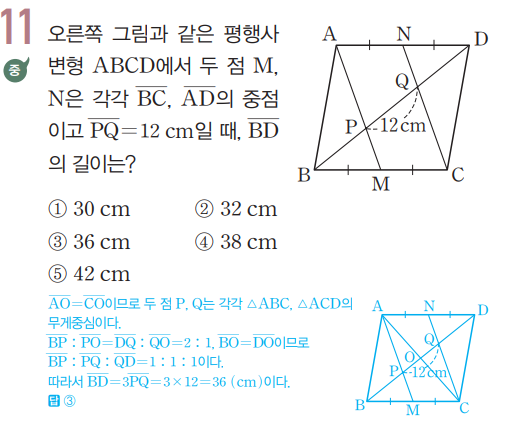 11
중
오른쪽 그림과 같은 평행사
변형 ABCD에서 두 점 M,
N은 각각 BC, AD의 중점
이고 PQ=12 cm일 때, BD
의 길이는?
① 30 cm ② 32 cm
③ 36 cm ④ 38 cm
⑤ 42 cm
A N D
Q
P 12cm
B M C
AO=CO이므로 두 점 P, Q는 각각 △ABC, △ACD의
무게중심이다.
BP : PO=DQ : QO=2 : 1, BO=DO이므로
BP : PQ : QD=1 : 1 : 1이다.
따라서 BD=3PQ=3×12=36 (cm)이다.
답 ③
A N D
Q
O
P 12cm
B M C